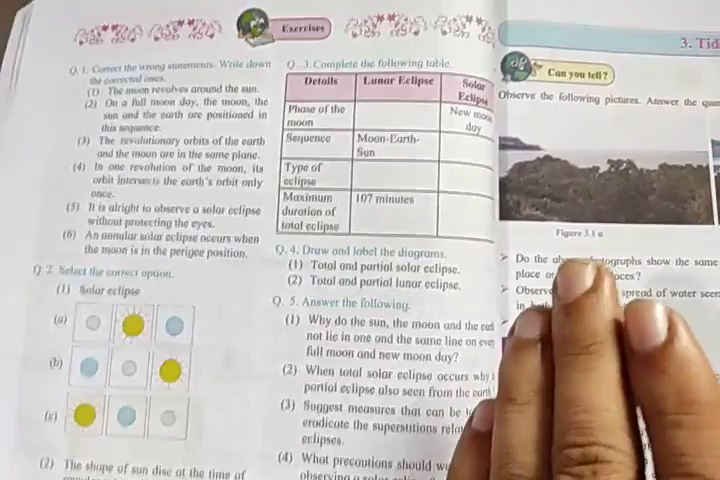 Exercises
Q. 1. Correct the wrong statements. Write down
the corrected ones.
(1) The moon revolves around the sun.
(2) On a full moon day, the moon, the
sun and the earth are positioned in
this sequence.
(3) The revolutionary orbits of the earth
and the moon are in the same plane.
(4) In one revolution of the moon, its
orbit intersects the earth's orbit only
once.
(5) It is alright to observe a solar eclipse
without protecting the eyes.
(6) An annular solar eclipse occurs when
the moon is in the perigee position.
Q. 2. Select the correct option.
(1) Solar eclipse
(a)
(b)
(c)
(2) The shape of sun disc at the time of
Q. 3. Complete the following table.
Details Lunar Eclipse Solar Eclipse
Phase of the moon New moon day
Sequence Moon-Earth-Sun
Type of eclipse
Maximum duration of total eclipse 107 minutes
Q. 4. Draw and label the diagrams.
(1) Total and partial solar eclipse.
(2) Total and partial lunar eclipse.
Q. 5. Answer the following.
(1) Why do the sun, the moon and the
not lie in one and the same line on
full moon and new moon day?
(2) When total solar eclipse occurs why
partial eclipse also seen from the
(3) Suggest measures that can be
eradicate the superstitions
eclipses.
(4) What precautions should
observing a
3. Tid
Can you tell?
Observe the following pictures. Answer the
Figure 3.1 a
Do the show the same
place
Observe spread of water seen
in